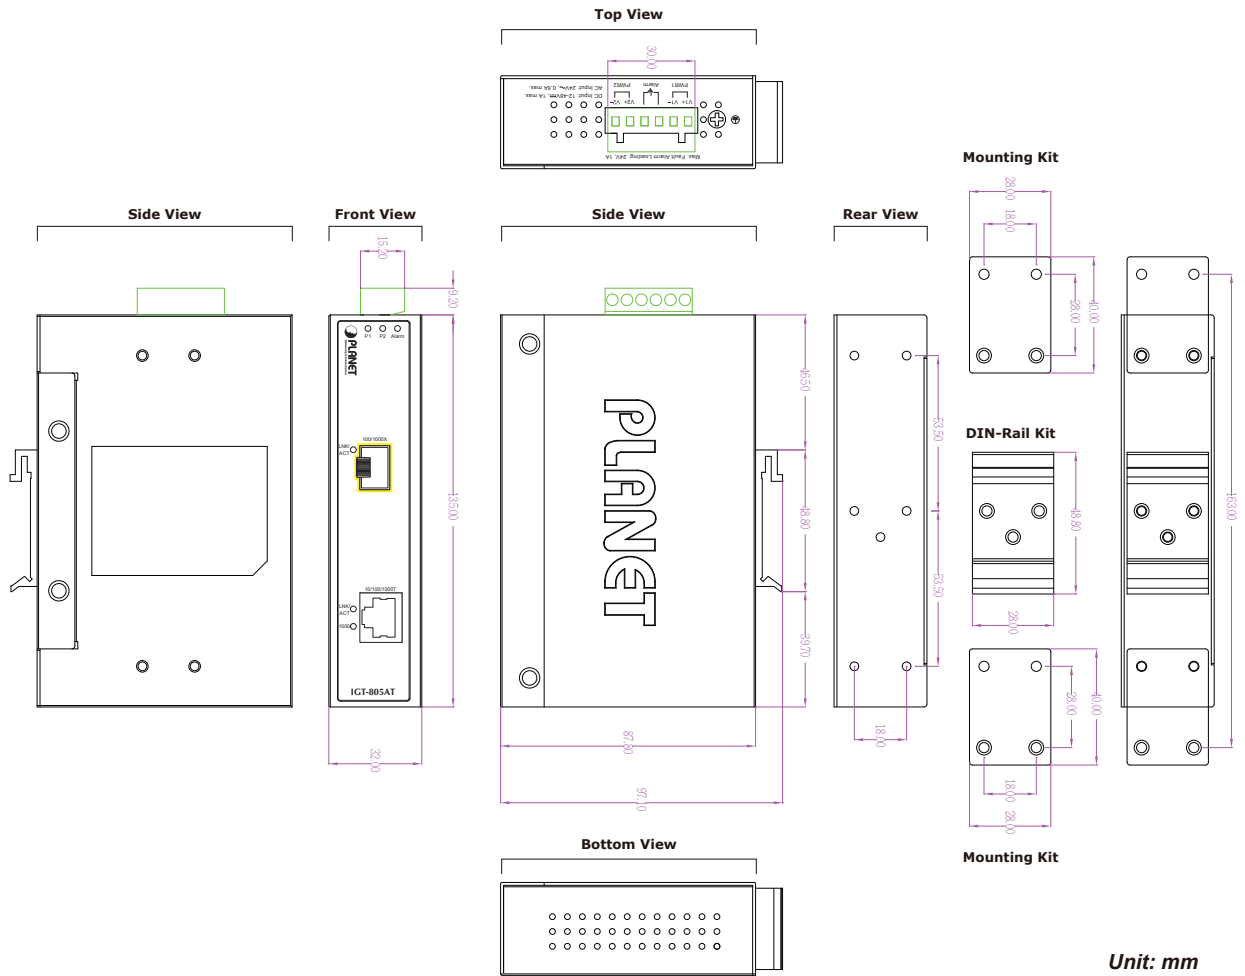 Top View
30.00
AC Input: 24V~, 0.6A max.
DC Input: 12-48V⎓, 1A max.
PWR2
Alarm
PWR1
V2- V2+ V1- V1+
Max. Fault Alarm Loading: 24V, 1A
Mounting Kit
28.00
18.00
28.00
40.00
Side View
Front View
Side View
Rear View
15.20
9.20
P1 P2 Alarm
PLANET
100/1000X
LNK/
ACT
135.00
10/100/1000T
LNK/
ACT
1000
IGT-805AT
32.00
PLANET
46.50
48.80
39.70
87.80
97.10
63.50
63.50
18.00
DIN-Rail Kit
48.80
28.00
163.00
28.00
40.00
18.00
28.00
Mounting Kit
Bottom View
Unit: mm